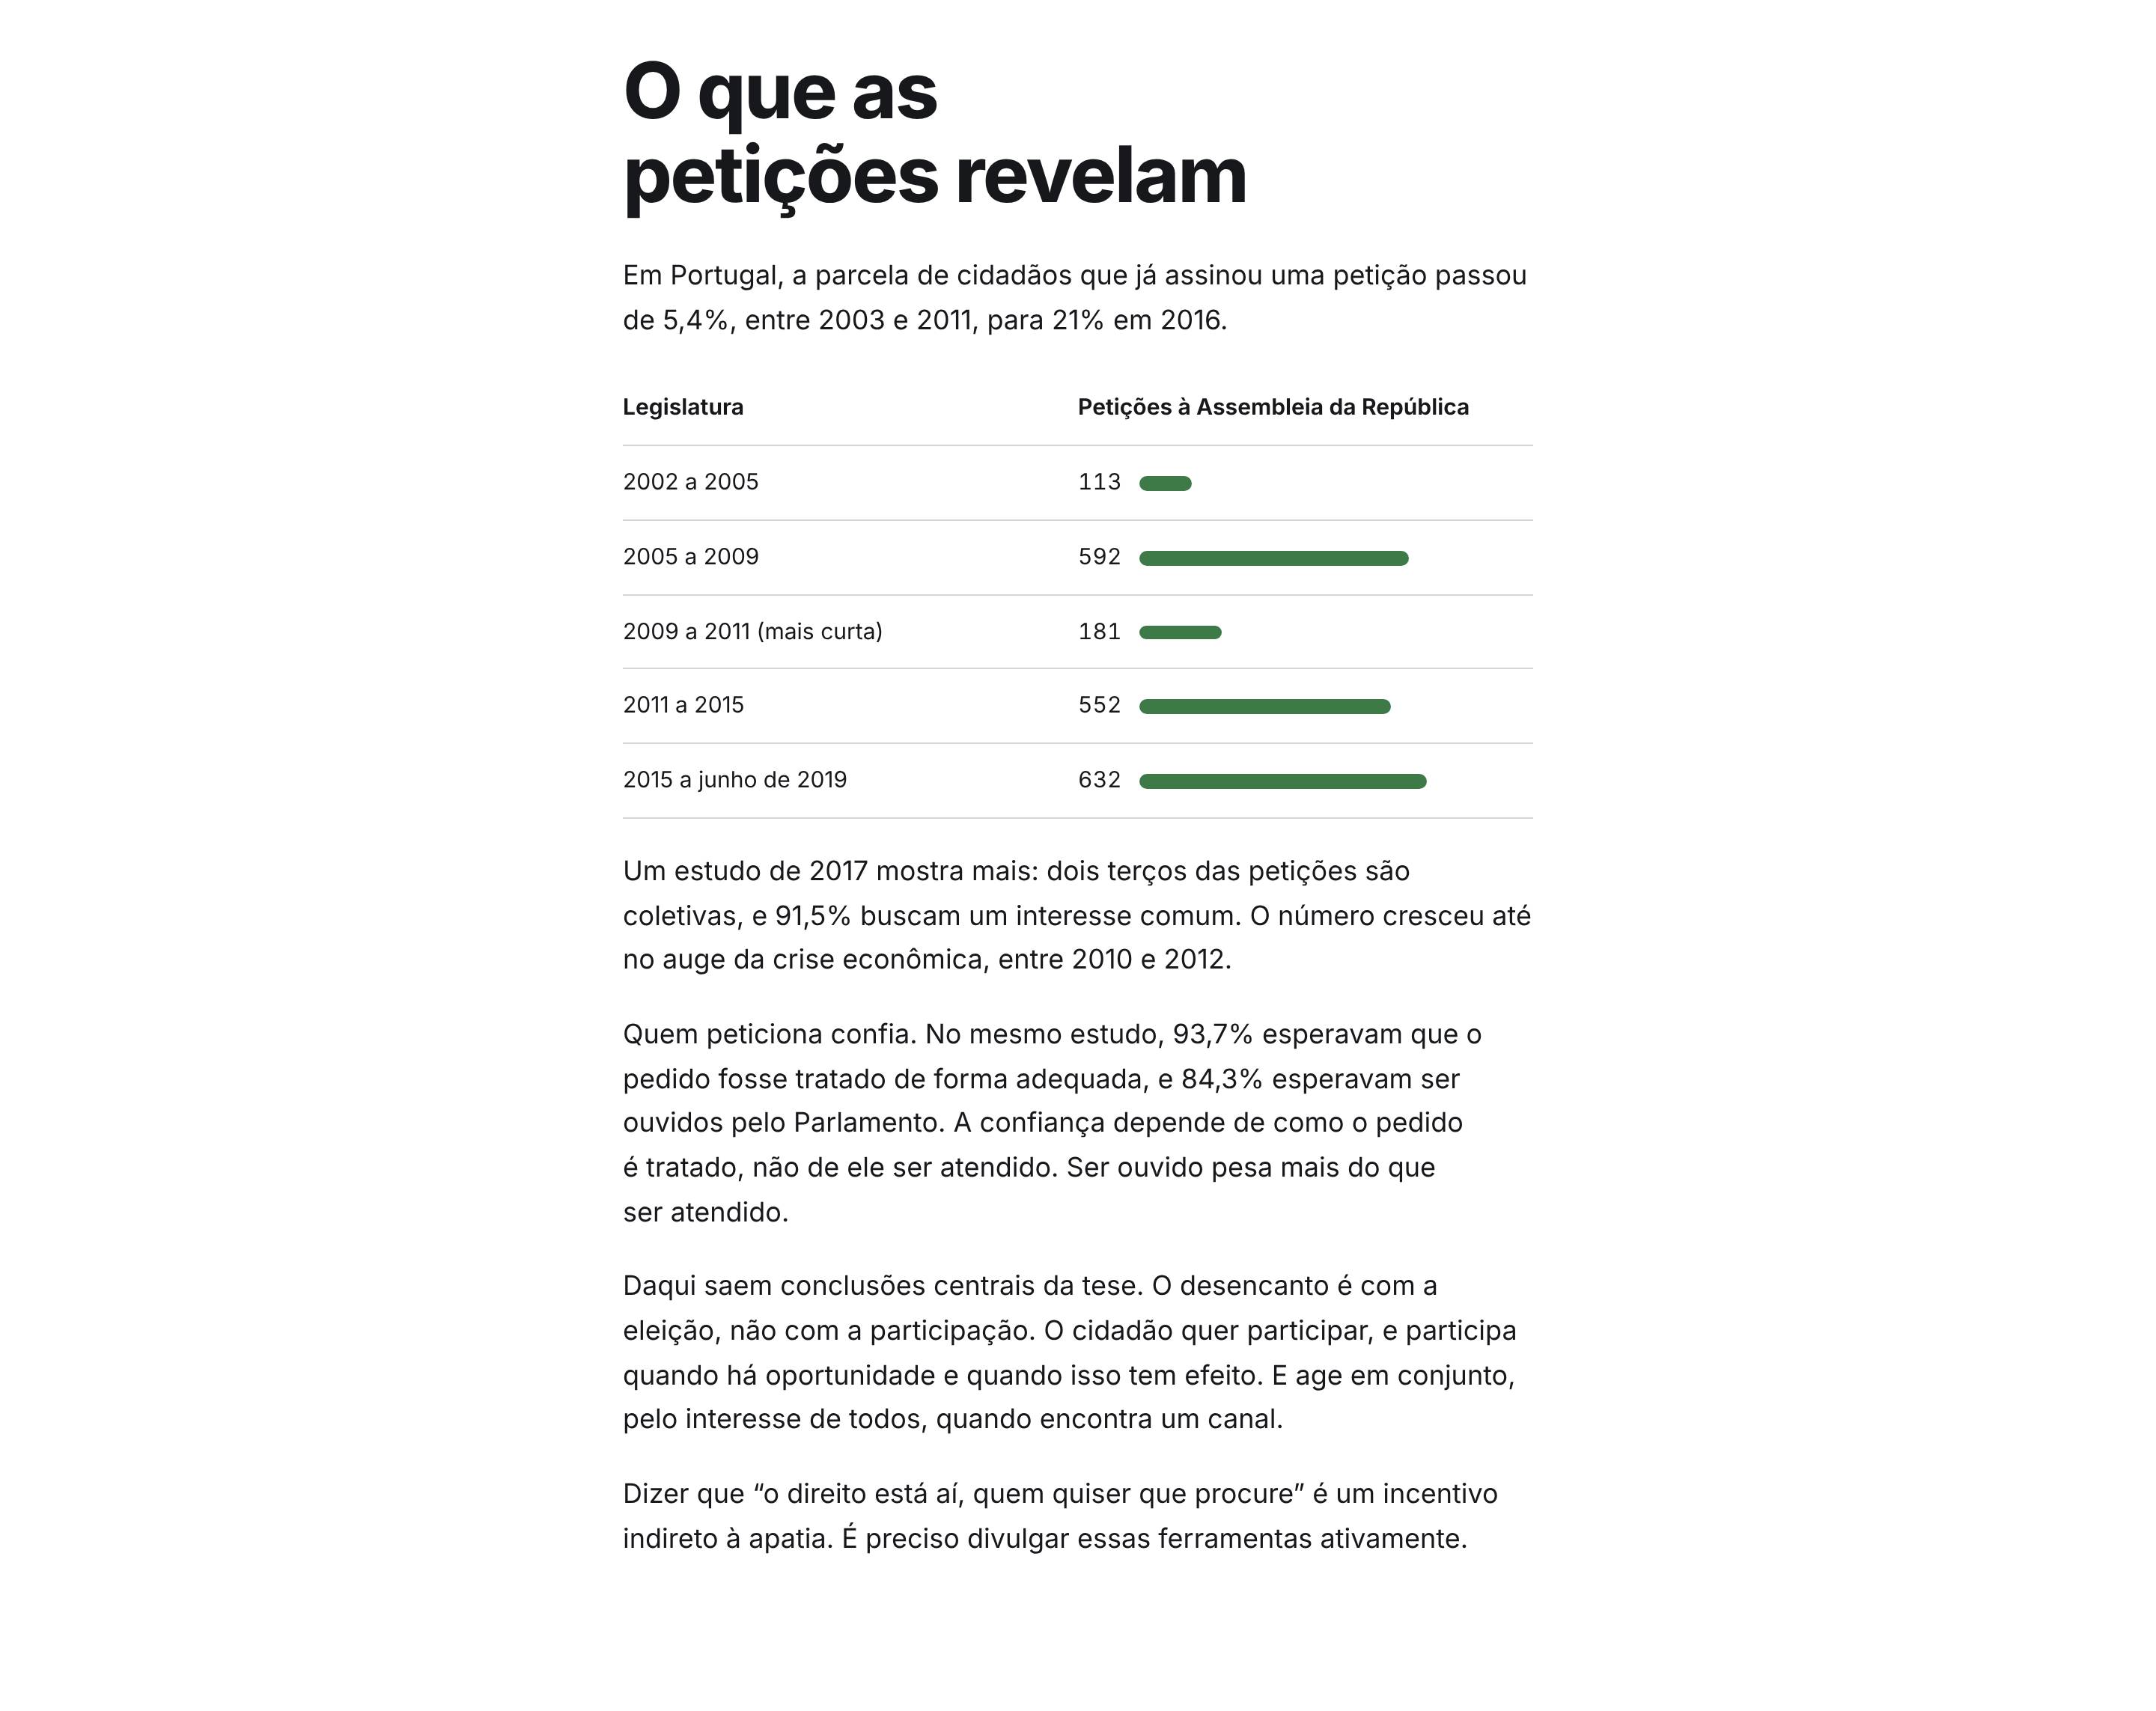 O que as
petições revelam
Em Portugal, a parcela de cidadãos que já assinou uma petição passou
de 5,4%, entre 2003 e 2011, para 21% em 2016.
Legislatura Petições à Assembleia da República
2002 a 2005 113
2005 a 2009 592
2009 a 2011 (mais curta) 181
2011 a 2015 552
2015 a junho de 2019 632
Um estudo de 2017 mostra mais: dois terços das petições são
coletivas, e 91,5% buscam um interesse comum. O número cresceu até
no auge da crise econômica, entre 2010 e 2012.
Quem peticiona confia. No mesmo estudo, 93,7% esperavam que o
pedido fosse tratado de forma adequada, e 84,3% esperavam ser
ouvidos pelo Parlamento. A confiança depende de como o pedido
é tratado, não de ele ser atendido. Ser ouvido pesa mais do que
ser atendido.
Daqui saem conclusões centrais da tese. O desencanto é com a
eleição, não com a participação. O cidadão quer participar, e participa
quando há oportunidade e quando isso tem efeito. E age em conjunto,
pelo interesse de todos, quando encontra um canal.
Dizer que “o direito está aí, quem quiser que procure” é um incentivo
indireto à apatia. É preciso divulgar essas ferramentas ativamente.